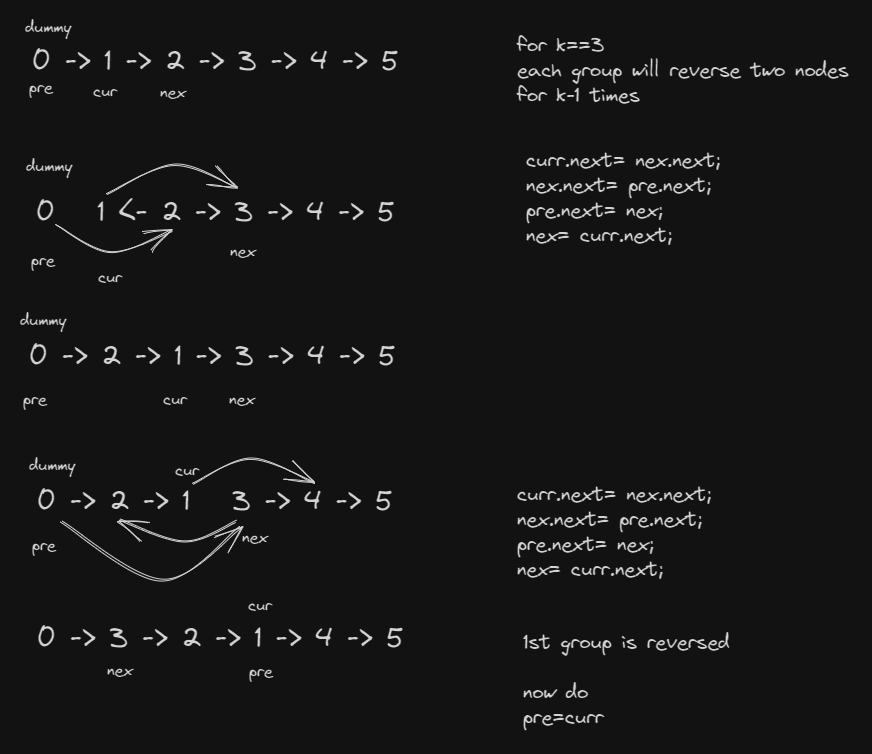 dummy
0 -> 1 -> 2 -> 3 -> 4 -> 5
pre cur nex
for k==3
each group will reverse two nodes
for k-1 times
dummy
0 1 <- 2 -> 3 -> 4 -> 5
pre cur nex
curr.next= nex.next;
nex.next= pre.next;
pre.next= nex;
nex= curr.next;
dummy
0 -> 2 -> 1 -> 3 -> 4 -> 5
pre cur nex
dummy cur
0 -> 2 -> 1 3 -> 4 -> 5
pre nex
curr.next= nex.next;
nex.next= pre.next;
pre.next= nex;
nex= curr.next;
cur
0 -> 3 -> 2 -> 1 -> 4 -> 5
nex pre
1st group is reversed
now do
pre=curr